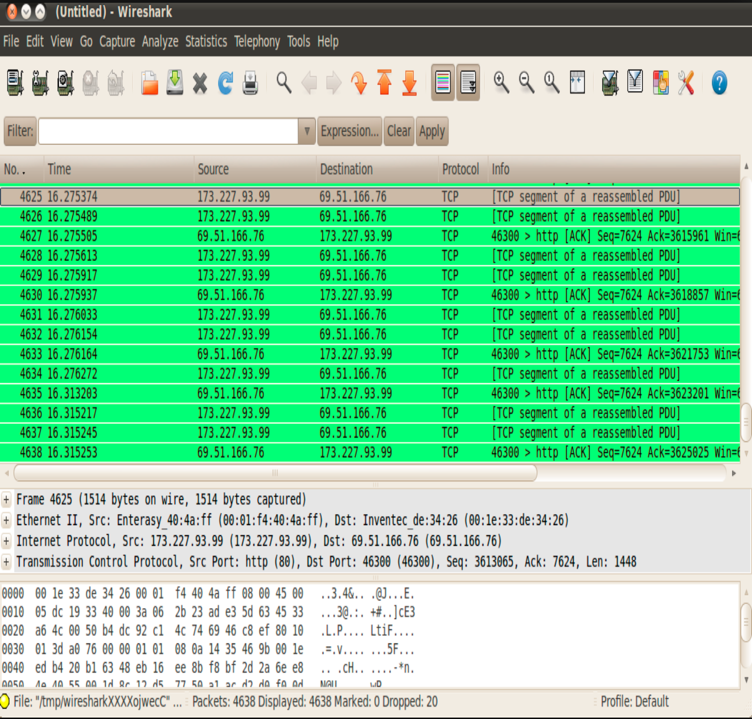 (Untitled) - Wireshark
File Edit View Go Capture Analyze Statistics Telephony Tools Help
Filter: Expression... Clear Apply
No. . Time Source Destination Protocol Info
4625 16.275374 173.227.93.99 69.51.166.76 TCP [TCP segment of a reassembled PDU]
4626 16.275489 173.227.93.99 69.51.166.76 TCP [TCP segment of a reassembled PDU]
4627 16.275505 69.51.166.76 173.227.93.99 TCP 46300 > http [ACK] Seq=7624 Ack=3615961 Win=6
4628 16.275613 173.227.93.99 69.51.166.76 TCP [TCP segment of a reassembled PDU]
4629 16.275917 173.227.93.99 69.51.166.76 TCP [TCP segment of a reassembled PDU]
4630 16.275937 69.51.166.76 173.227.93.99 TCP 46300 > http [ACK] Seq=7624 Ack=3618857 Win=6
4631 16.276033 173.227.93.99 69.51.166.76 TCP [TCP segment of a reassembled PDU]
4632 16.276154 173.227.93.99 69.51.166.76 TCP [TCP segment of a reassembled PDU]
4633 16.276164 69.51.166.76 173.227.93.99 TCP 46300 > http [ACK] Seq=7624 Ack=3621753 Win=6
4634 16.276272 173.227.93.99 69.51.166.76 TCP [TCP segment of a reassembled PDU]
4635 16.313203 69.51.166.76 173.227.93.99 TCP 46300 > http [ACK] Seq=7624 Ack=3623201 Win=6
4636 16.315217 173.227.93.99 69.51.166.76 TCP [TCP segment of a reassembled PDU]
4637 16.315245 173.227.93.99 69.51.166.76 TCP [TCP segment of a reassembled PDU]
4638 16.315253 69.51.166.76 173.227.93.99 TCP 46300 > http [ACK] Seq=7624 Ack=3625025 Win=6
Frame 4625 (1514 bytes on wire, 1514 bytes captured)
Ethernet II, Src: Enterasy_40:4a:ff (00:01:f4:40:4a:ff), Dst: Inventec_de:34:26 (00:1e:33:de:34:26)
Internet Protocol, Src: 173.227.93.99 (173.227.93.99), Dst: 69.51.166.76 (69.51.166.76)
Transmission Control Protocol, Src Port: http (80), Dst Port: 46300 (46300), Seq: 3613065, Ack: 7624, Len: 1448
0000 00 1e 33 de 34 26 00 01 f4 40 4a ff 08 00 45 00 ..3.4&.. .@J...E.
0010 05 dc 19 33 40 00 3a 06 2b 23 ad e3 5d 63 45 33 ...3@.:. +#..]cE3
0020 a6 4c 00 50 b4 dc 92 c1 4c 74 69 46 c8 ef 80 10 .L.P.... LtiF....
0030 01 3d a0 76 00 00 01 01 08 0a 14 35 46 9b 00 1e .=.v.... ...5F...
0040 ed b4 20 b1 63 48 eb 16 ee 8b f8 bf 2d 2a 6e e8 .. .cH.. ....-*n.
File: "/tmp/wiresharkXXXXojwecC" ... Packets: 4638 Displayed: 4638 Marked: 0 Dropped: 20 Profile: Default